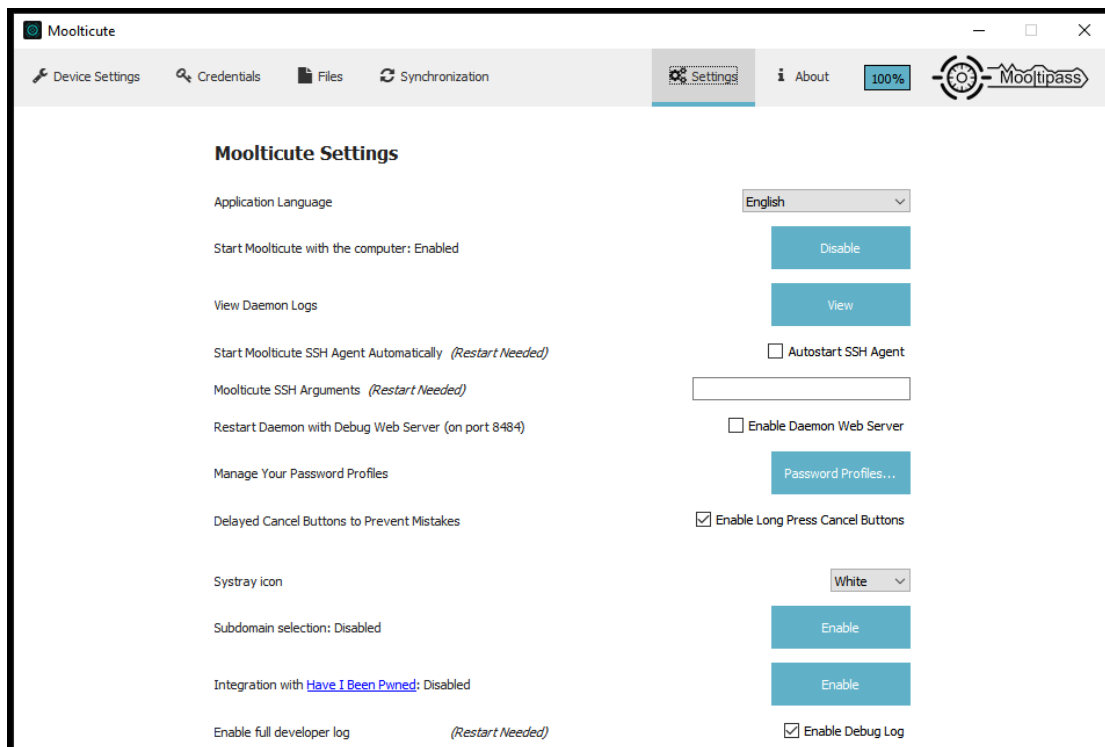 Moolticute
Device Settings Credentials Files Synchronization Settings About 100% Mooltipass
Moolticute Settings
Application Language English
Start Moolticute with the computer: Enabled Disable
View Daemon Logs View
Start Moolticute SSH Agent Automatically (Restart Needed) Autostart SSH Agent
Moolticute SSH Arguments (Restart Needed)
Restart Daemon with Debug Web Server (on port 8484) Enable Daemon Web Server
Manage Your Password Profiles Password Profiles...
Delayed Cancel Buttons to Prevent Mistakes Enable Long Press Cancel Buttons
Systray icon White
Subdomain selection: Disabled Enable
Integration with Have I Been Pwned: Disabled Enable
Enable full developer log (Restart Needed) Enable Debug Log